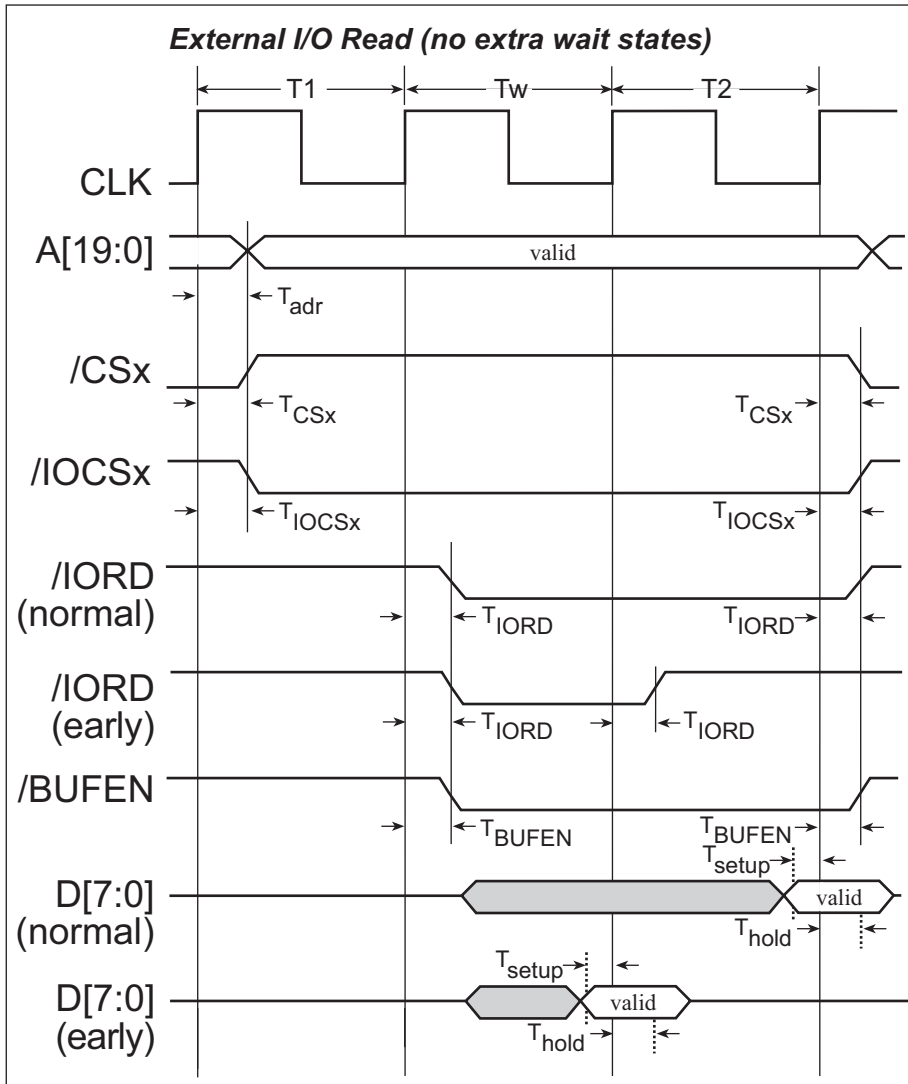 External I/O Read (no extra wait states)
T1 Tw T2
CLK
A[19:0] valid
Tadr
/CSx
TCSx TCSx
/IOCSx
TIOCSx TIOCSx
/IORD
(normal) TIORD TIORD
/IORD
(early) TIORD TIORD
/BUFEN
TBUFEN TBUFEN
Tsetup
D[7:0] valid
(normal) Thold
Tsetup
D[7:0] valid
(early) Thold